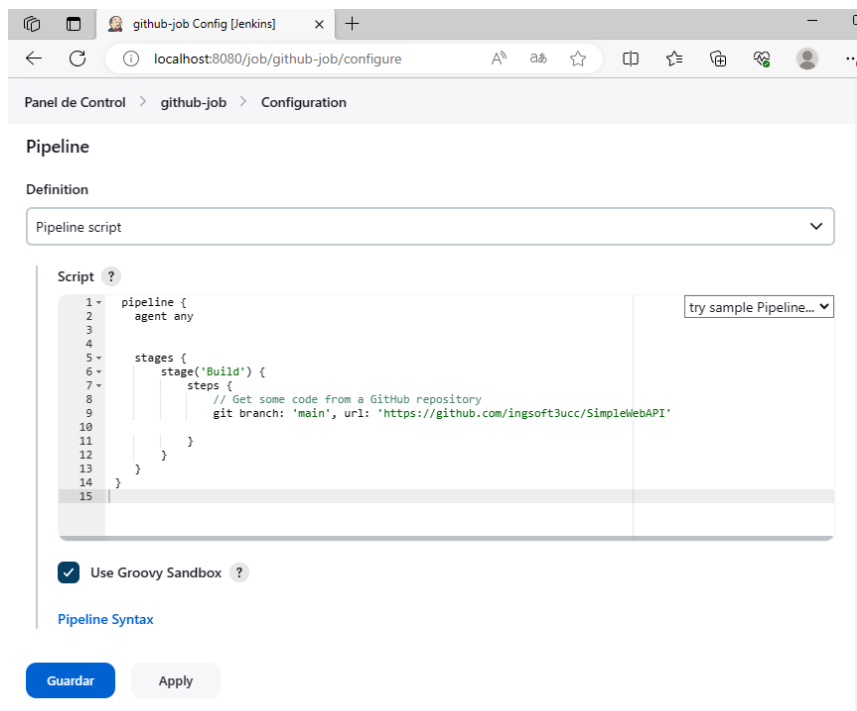 github-job Config [Jenkins]
localhost:8080/job/github-job/configure
Panel de Control > github-job > Configuration
Pipeline
Definition
Pipeline script
Script ?
try sample Pipeline...
1 pipeline {
2 agent any
3
4
5 stages {
6 stage('Build') {
7 steps {
8 // Get some code from a GitHub repository
9 git branch: 'main', url: 'https://github.com/ingsoft3ucc/SimpleWebAPI'
10
11 }
12 }
13 }
14 }
15
Use Groovy Sandbox ?
Pipeline Syntax
Guardar Apply